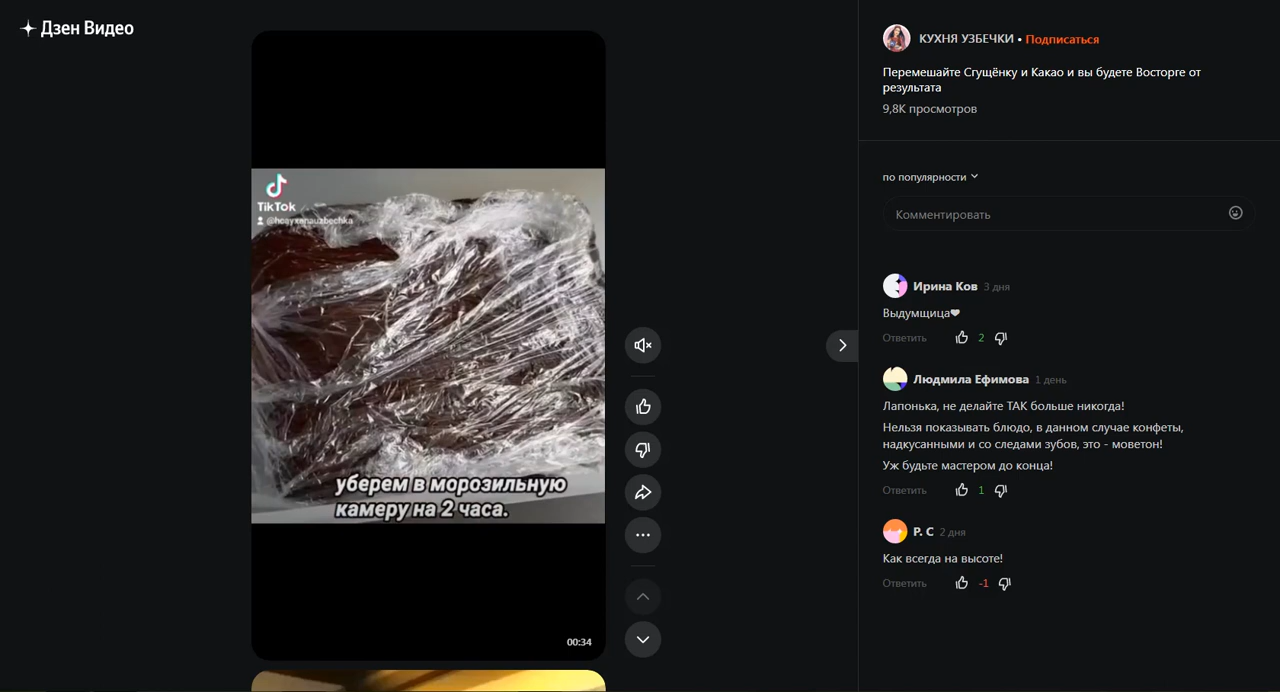 Дзен Видео
TikTok
@hcayxenauzbechka
уберем в морозильную
камеру на 2 часа.
00:34
КУХНЯ УЗБЕЧКИ • Подписаться
Перемешайте Сгущёнку и Какао и вы будете Восторге от
результата
9,8К просмотров
по популярности
Комментировать
Ирина Ков 3 дня
Выдумщица❤
Ответить 2
Людмила Ефимова 1 день
Лапонька, не делайте ТАК больше никогда!
Нельзя показывать блюдо, в данном случае конфеты,
надкусанными и со следами зубов, это - моветон!
Уж будьте мастером до конца!
Ответить 1
Р. С 2 дня
Как всегда на высоте!
Ответить -1